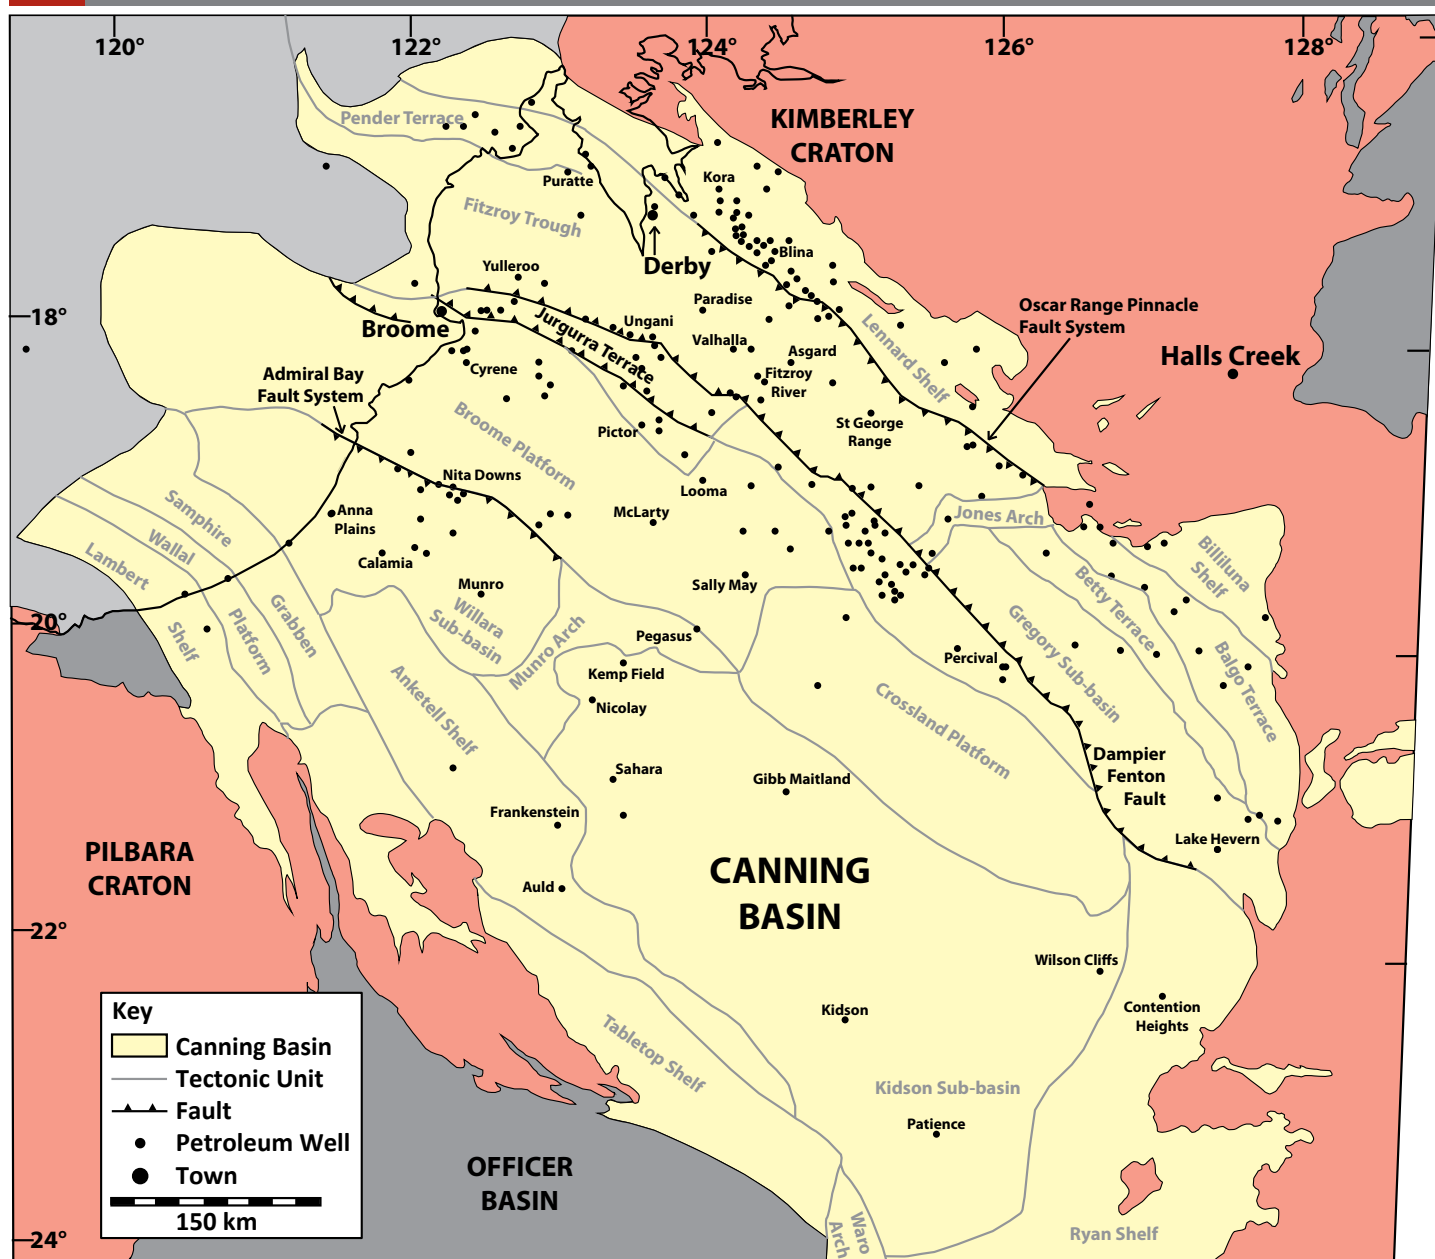 120°
122°
124°
126°
128°
KIMBERLEY
CRATON
Pender Terrace
Kora
Puratte
Fitzroy Trough
Blina
Derby
Yulleroo
Paradise
Oscar Range Pinnacle
Fault System
18°
Broome
Jurgurra Terrace
Ungani
Valhalla
Asgard
Lennard Shelf
Halls Creek
Cyrene
Fitzroy
River
Admiral Bay
Fault System
Broome Platform
St George
Range
Pictor
Nita Downs
Looma
Samphire
Grabben
Anna
Plains
McLarty
Jones Arch
Wallal
Platform
Billiluna
Shelf
Lambert
Shelf
Calamia
Betty Terrace
Munro
Sally May
Willara
Sub-basin
Gregory Sub-basin
20°
Munro Arch
Pegasus
Percival
Balgo Terrace
Kemp Field
Anketell Shelf
Nicolay
Crossland Platform
Sahara
Gibb Maitland
Dampier
Fenton
Fault
Frankenstein
Lake Hevern
PILBARA
CRATON
CANNING
BASIN
Auld
22°
Wilson Cliffs
Kidson
Contention
Heights
Tabletop Shelf
Kidson Sub-basin
Patience
Key
Canning Basin
Tectonic Unit
Fault
Petroleum Well
Town
150 km
OFFICER
BASIN
Waro
Arch
Ryan Shelf
24°